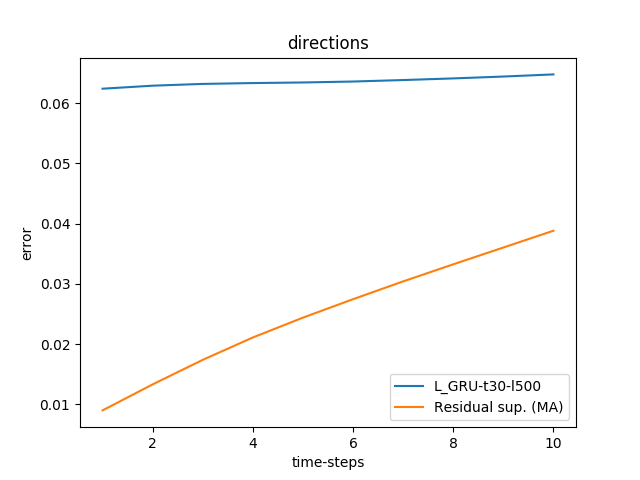 directions
0.06
0.05
0.04
0.03
0.02
0.01
error
2 4 6 8 10
time-steps
L_GRU-t30-l500
Residual sup. (MA)